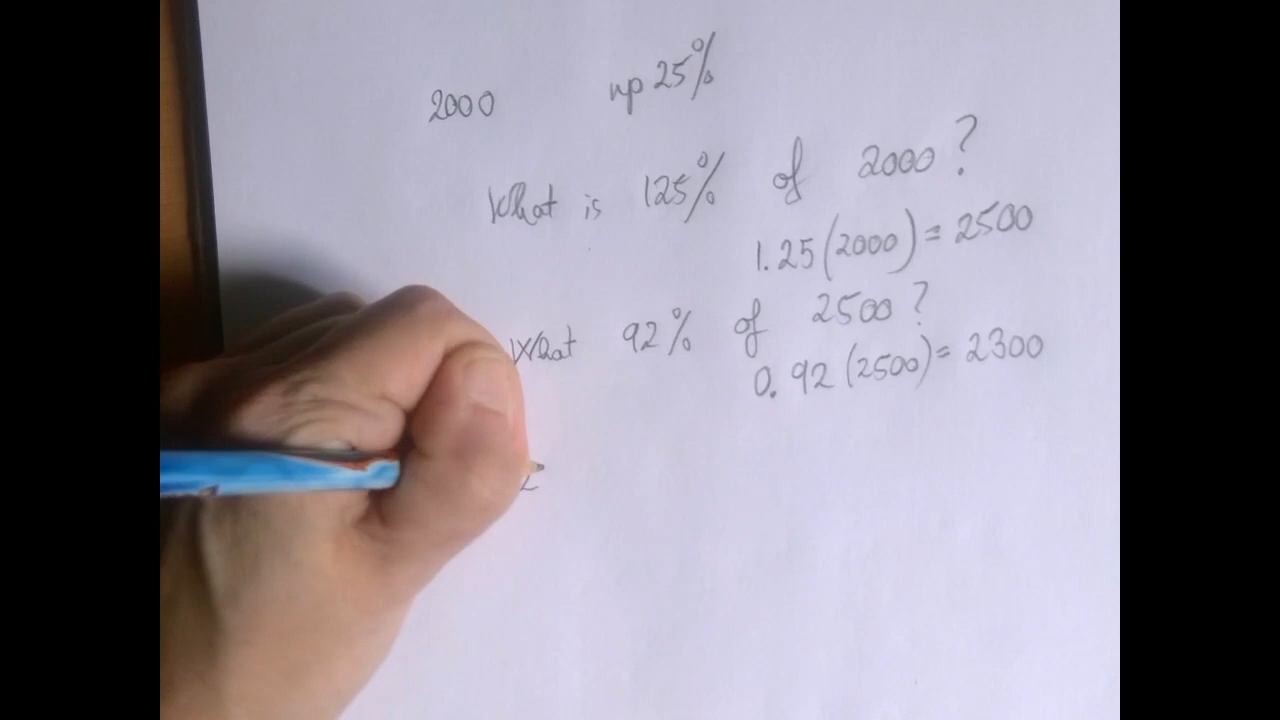 2000 up 25%
What is 125% of 2000?
1.25(2000) = 2500
What 92% of 2500?
0.92(2500) = 2300
2